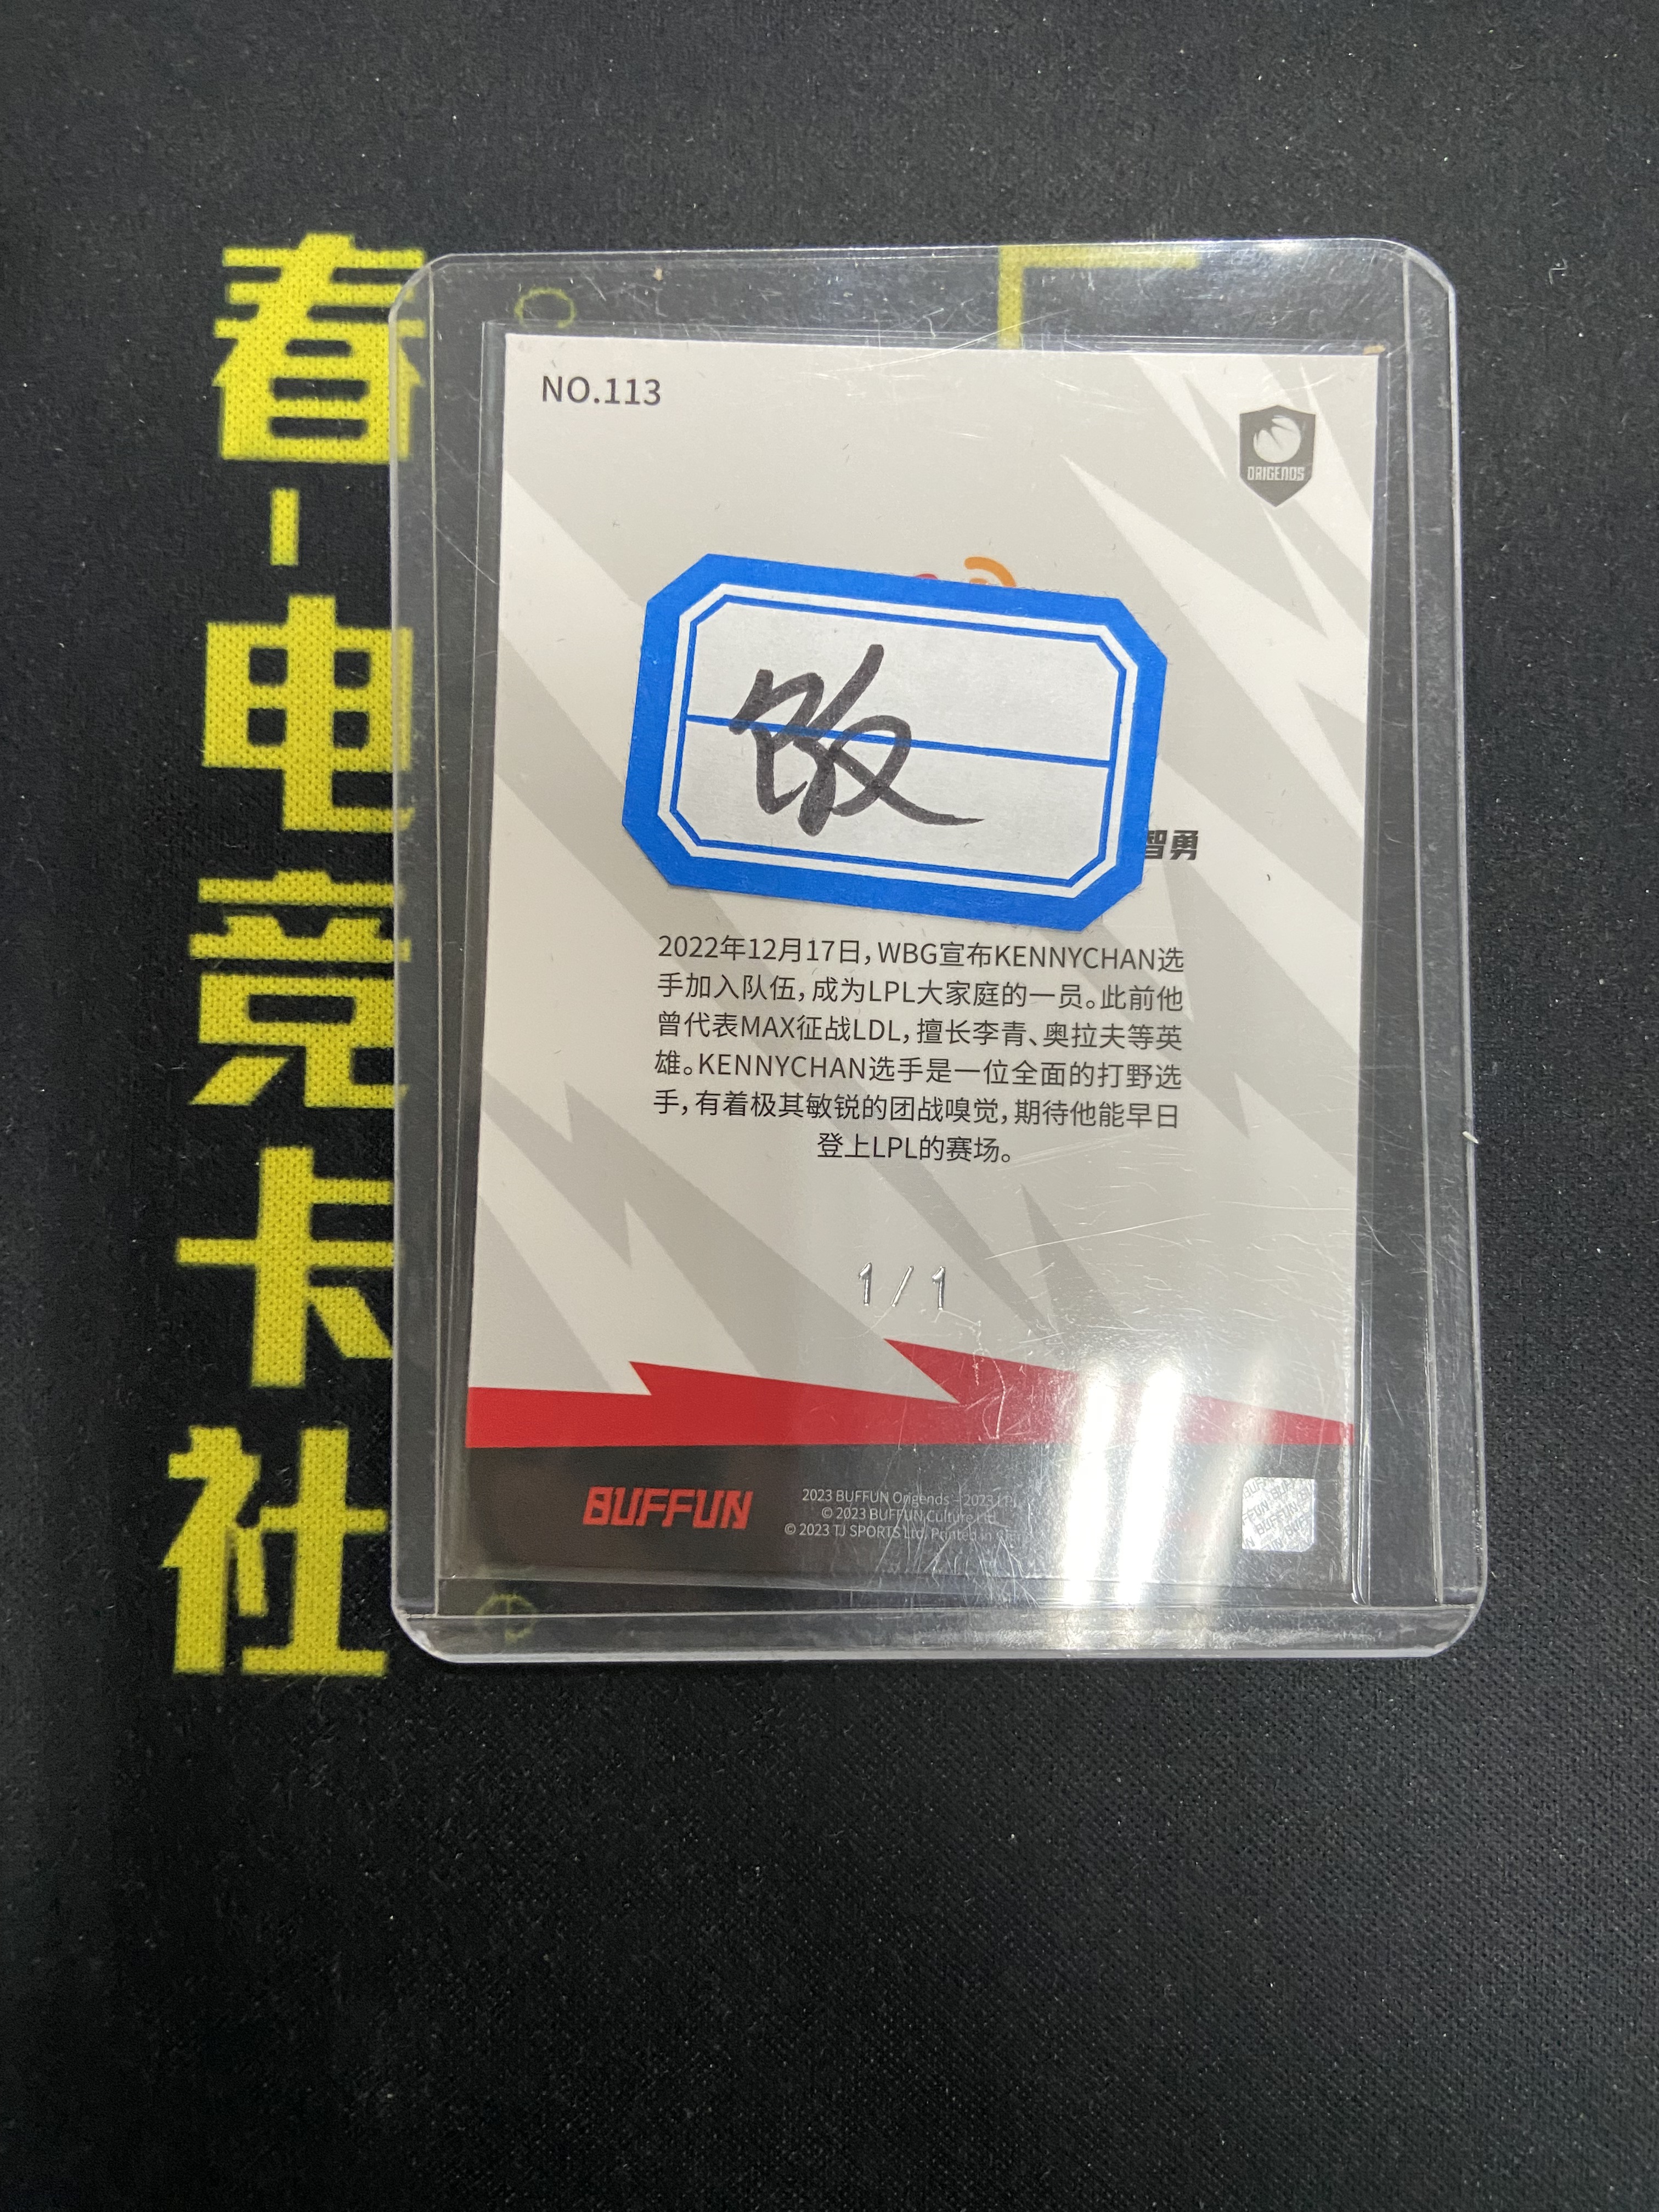 春-电竞卡社
NO.113
ORIGENDS
智勇
2022年12月17日，WBG宣布KENNYCHAN选
手加入队伍，成为LPL大家庭的一员。此前他
曾代表MAX征战LDL，擅长李青、奥拉夫等英
雄。KENNYCHAN选手是一位全面的打野选
手，有着极其敏锐的团战嗅觉，期待他能早日
登上LPL的赛场。
1/1
BUFFUN
2023 BUFFUN Origends - 2023 LPL
© 2023 BUFFUN Culture Ltd.
© 2023 TJ SPORTS Ltd, Printed in
BUFFUN